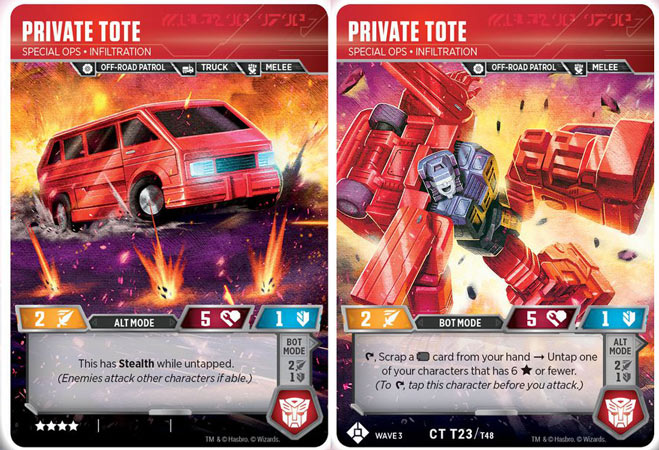 PRIVATE TOTE
SPECIAL OPS • INFILTRATION
OFF-ROAD PATROL TRUCK MELEE
2 ALT MODE 5 1
This has Stealth while untapped.
(Enemies attack other characters if able.)
BOT
MODE
2
1
TM & © Hasbro, © Wizards.
PRIVATE TOTE
SPECIAL OPS • INFILTRATION
OFF-ROAD PATROL MELEE
2 BOT MODE 5 1
, Scrap a card from your hand → Untap one
of your characters that has 6 ★ or fewer.
(To , tap this character before you attack.)
ALT
MODE
2
1
WAVE 3 CT T23/T48
TM & © Hasbro, © Wizards.